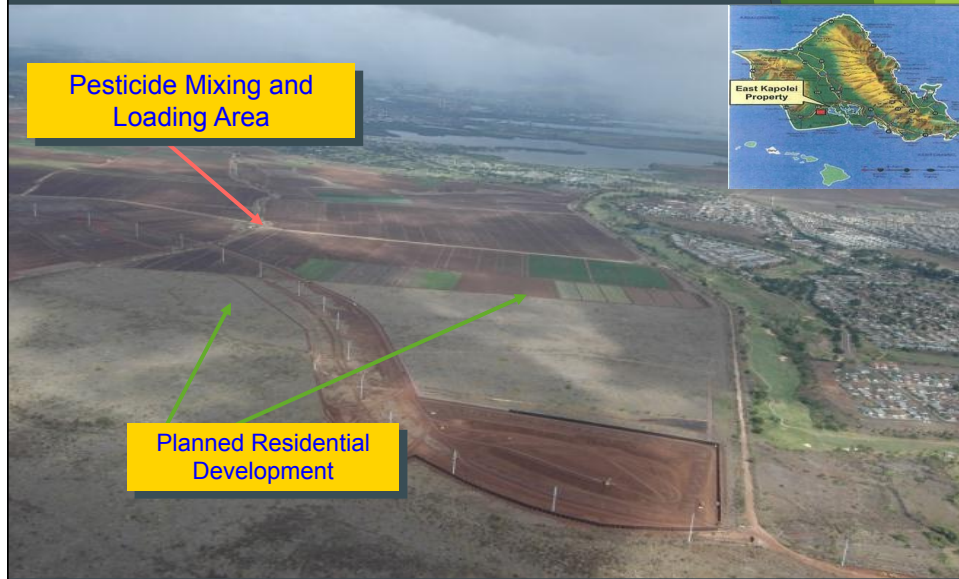 Pesticide Mixing and
Loading Area
East Kapolei
Property
Planned Residential
Development